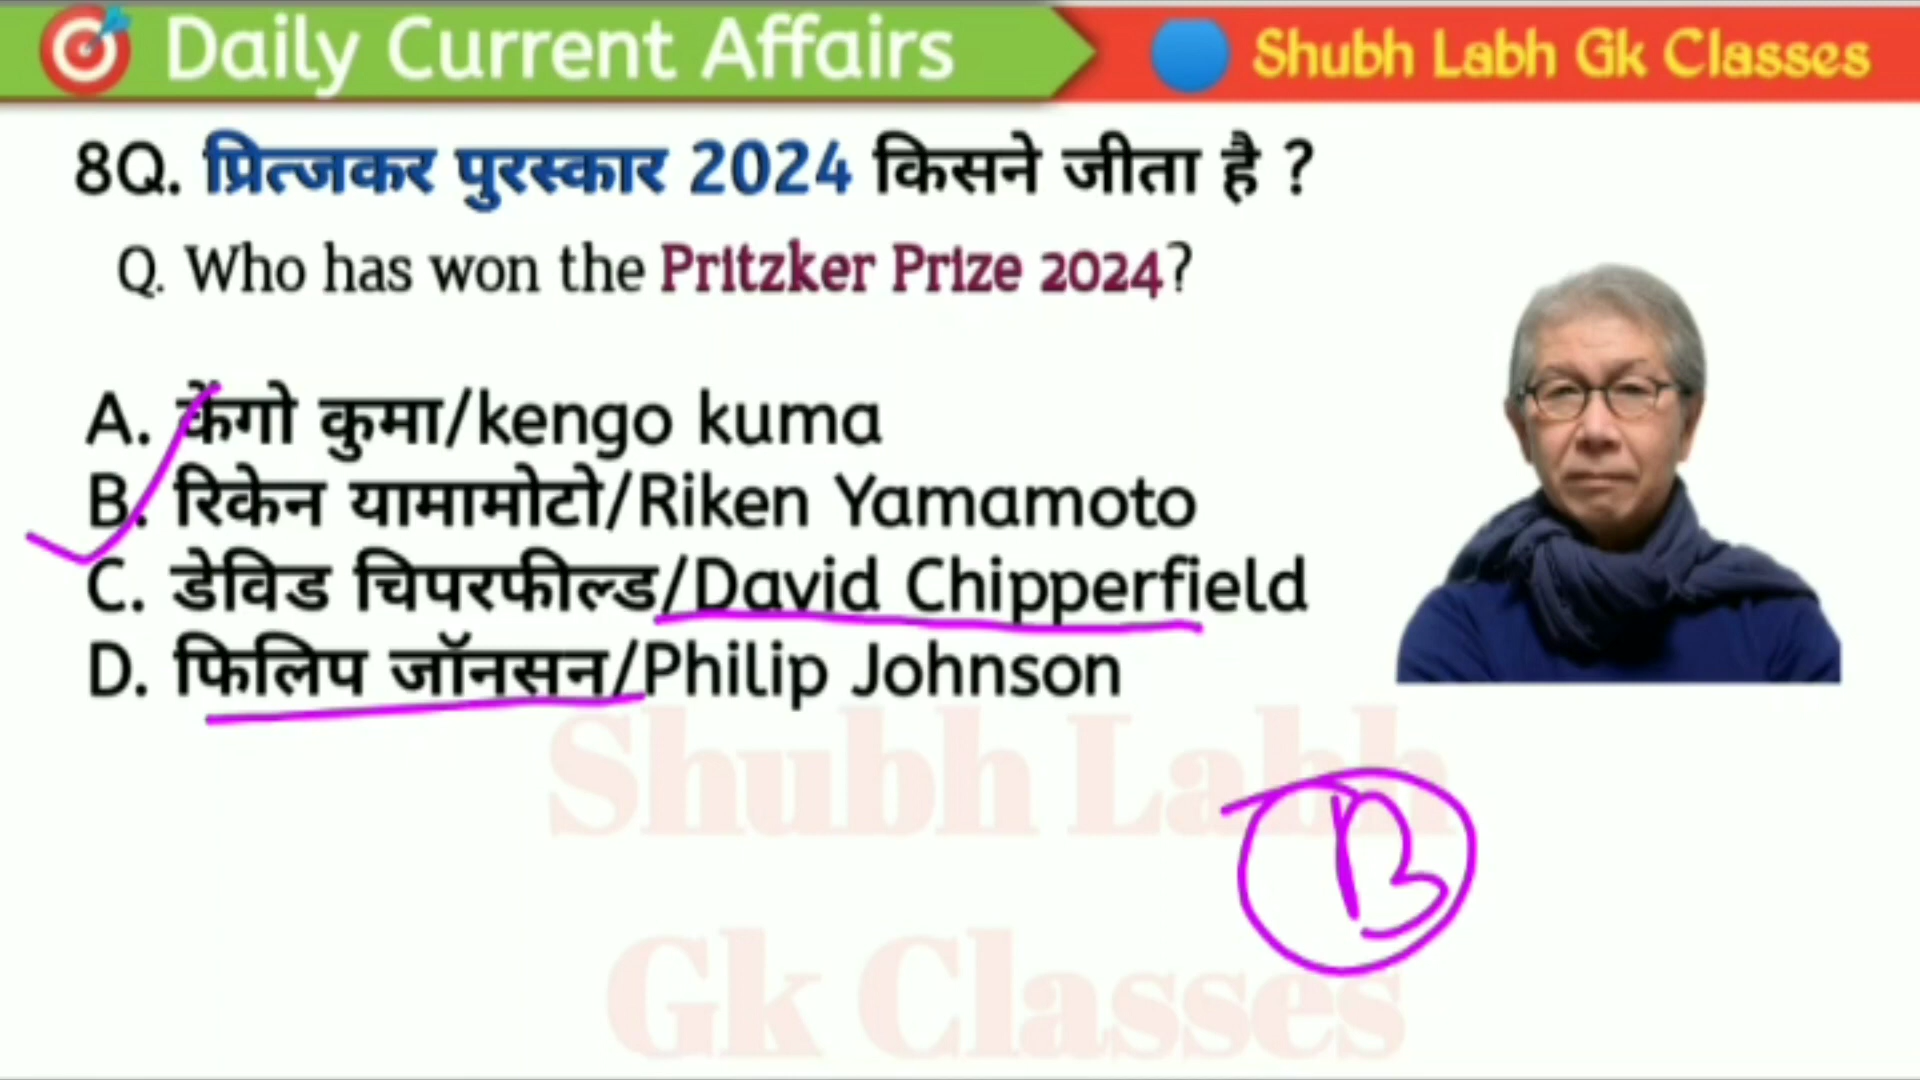 Daily Current Affairs
Shubh Labh Gk Classes
8Q. प्रित्जकर पुरस्कार 2024 किसने जीता है ?
Q. Who has won the Pritzker Prize 2024?
A. केंगो कुमा/kengo kuma
B. रिकेन यामामोटो/Riken Yamamoto
C. डेविड चिपरफील्ड/David Chipperfield
D. फिलिप जॉनसन/Philip Johnson
Shubh Labh
B
Gk Classes